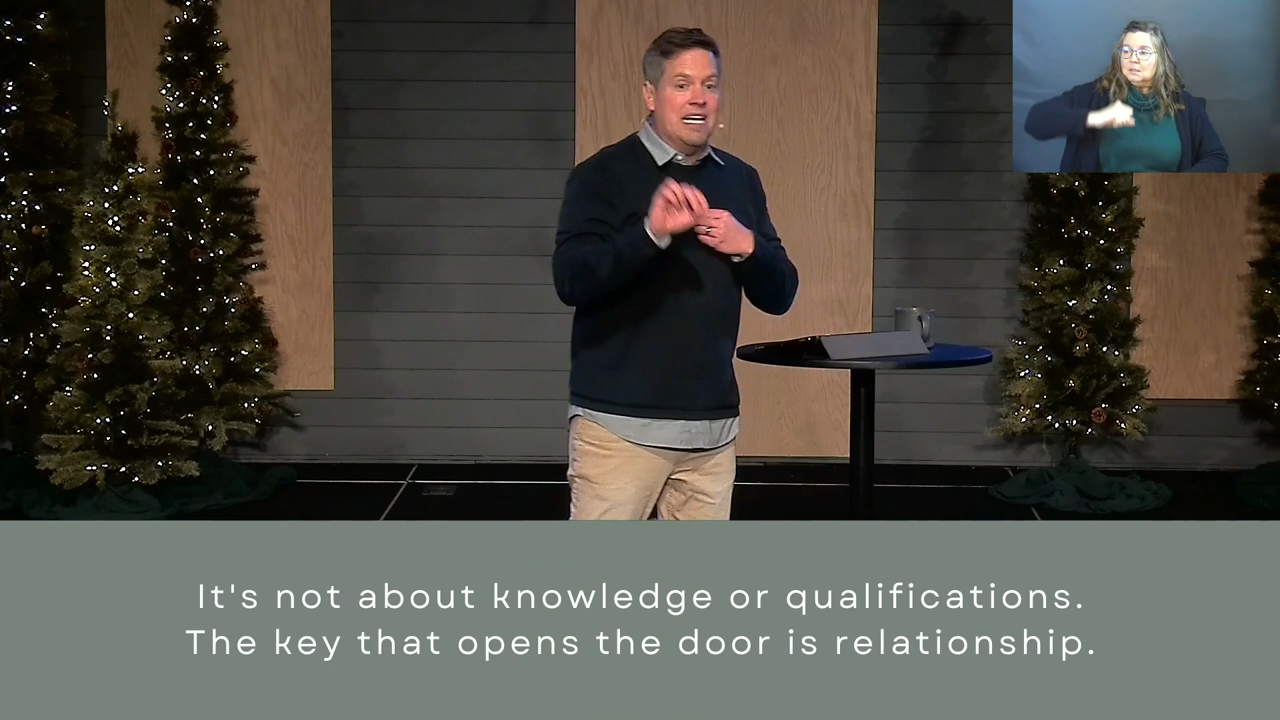 It's not about knowledge or qualifications.
The key that opens the door is relationship.